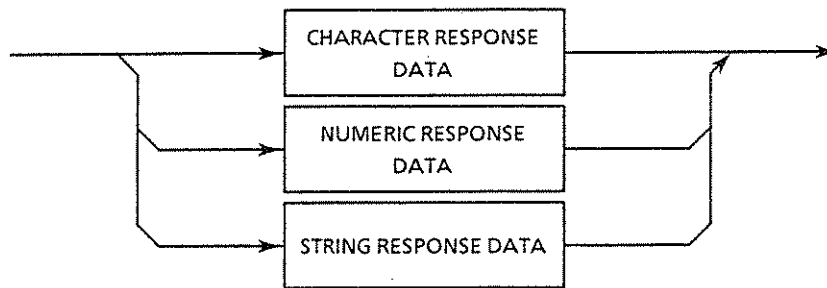 CHARACTER RESPONSE
DATA
NUMERIC RESPONSE
DATA
STRING RESPONSE DATA